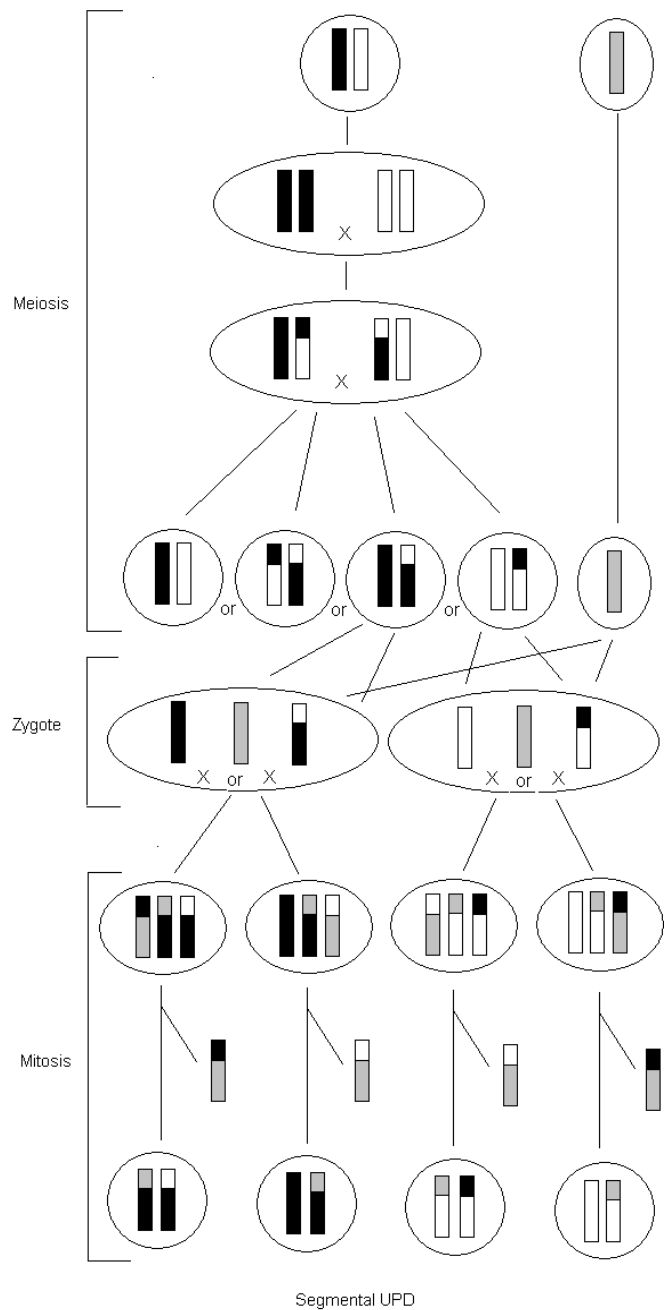 X
Meiosis
X
or or or
Zygote
X or X X or X
Mitosis
Segmental UPD